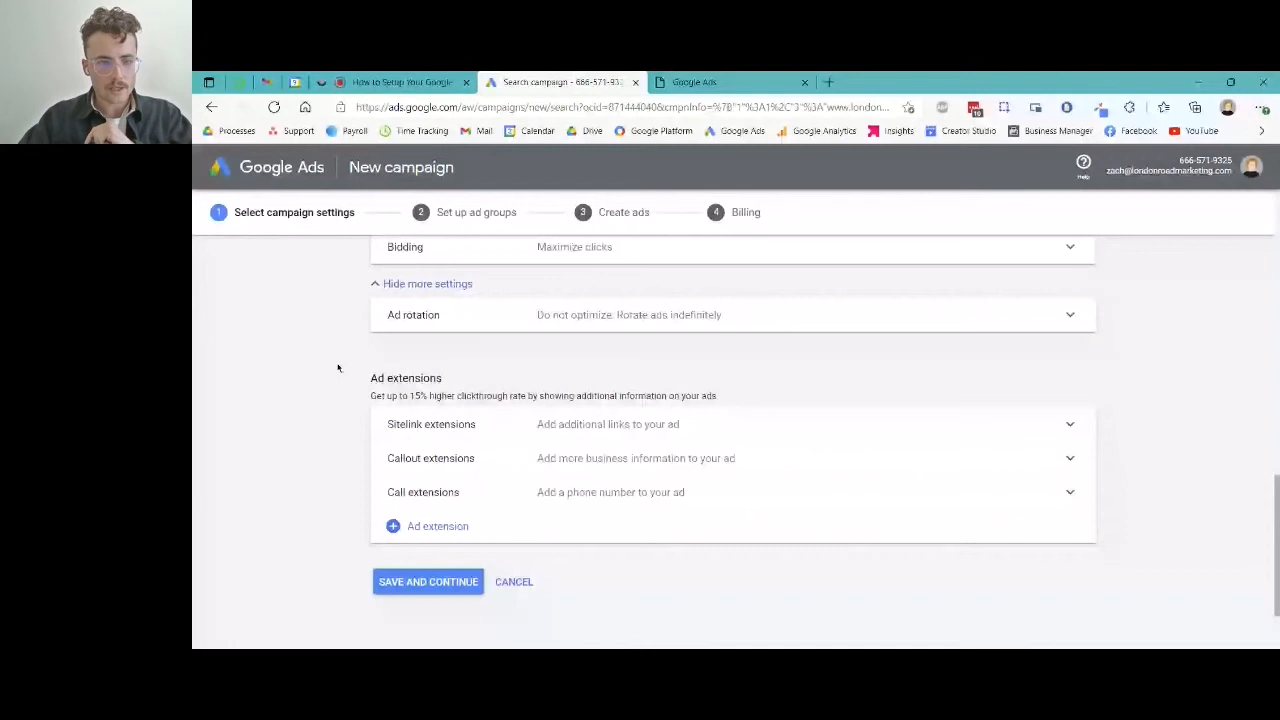 How to Setup Your Google
Search campaign - 666-571-93
Google Ads
https://ads.google.com/aw/campaigns/new/search?ocid=871444040&cmpnInfo=%7B"1"%3A1%2C"3"%3A"www.london...
10
Processes
Support
Payroll
Time Tracking
Mail
Calendar
Drive
Google Platform
Google Ads
Google Analytics
Insights
Creator Studio
Business Manager
Facebook
YouTube
Google Ads
New campaign
Help
666-571-9325
zach@londonroadmarketing.com
1 Select campaign settings
2 Set up ad groups
3 Create ads
4 Billing
Bidding Maximize clicks
Hide more settings
Ad rotation Do not optimize: Rotate ads indefinitely
Ad extensions
Get up to 15% higher clickthrough rate by showing additional information on your ads
Sitelink extensions Add additional links to your ad
Callout extensions Add more business information to your ad
Call extensions Add a phone number to your ad
Ad extension
SAVE AND CONTINUE CANCEL